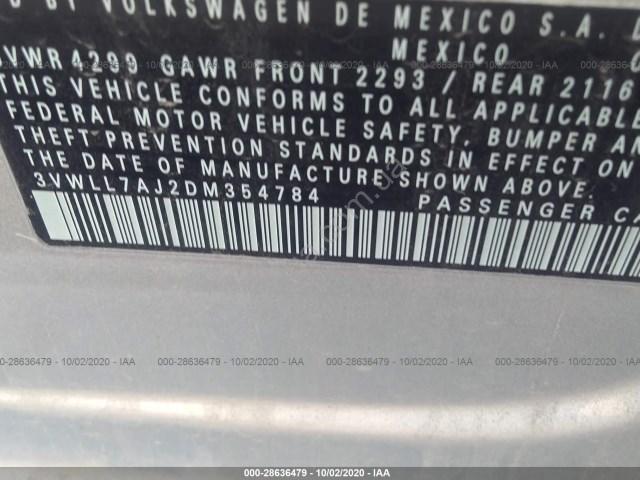 BY VOLKSWAGEN DE MEXICO S.A.
MEXICO
VWR 4299 GAWR FRONT 2293 / REAR 2116
THIS VEHICLE CONFORMS TO ALL APPLICABLE
FEDERAL MOTOR VEHICLE SAFETY, BUMPER AN
THEFT PREVENTION STANDARDS IN EFFECT ON
THE DATE OF MANUFACTURE SHOWN ABOVE
3VWLL7AJ2DM354784
PASSENGER C
000-28636479 - 10/02/2020 - IAA